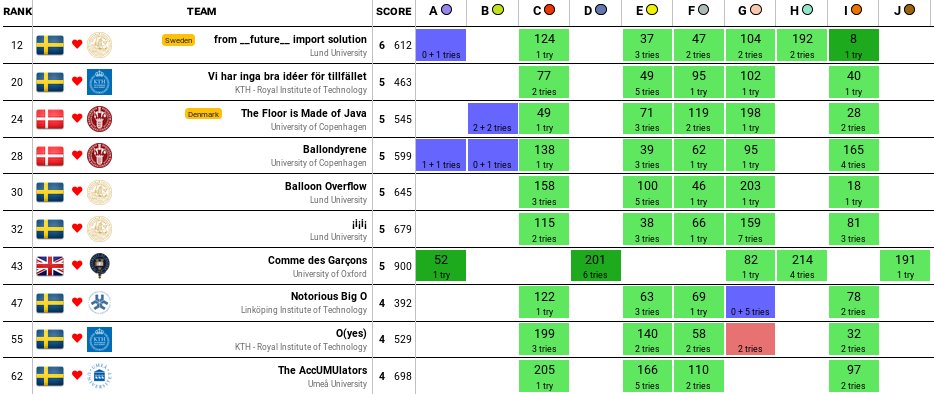 RANK TEAM SCORE A B C D E F G H I J
12 Sweden from __future__ import solution 6 612 124 37 47 104 192 8
Lund University 0 + 1 tries 1 try 3 tries 2 tries 2 tries 2 tries 1 try
20 Vi har inga bra idéer för tillfället 5 463 77 49 95 102 40
KTH - Royal Institute of Technology 2 tries 5 tries 1 try 1 try 1 try
24 Denmark The Floor is Made of Java 5 545 49 71 119 198 28
University of Copenhagen 2 + 2 tries 1 try 3 tries 2 tries 1 try 2 tries
28 Ballondyrene 5 599 138 39 62 95 165
University of Copenhagen 1 + 1 tries 0 + 1 tries 1 try 3 tries 1 try 1 try 4 tries
30 Balloon Overflow 5 645 158 100 46 203 18
Lund University 3 tries 5 tries 1 try 1 try 1 try
32 ¡i¡i¡ 5 679 115 38 66 159 81
Lund University 2 tries 3 tries 1 try 7 tries 3 tries
43 Comme des Garçons 5 900 52 201 82 214 191
University of Oxford 1 try 6 tries 1 try 4 tries 1 try
47 Notorious Big O 4 392 122 63 69 78
Linköping Institute of Technology 1 try 3 tries 1 try 0 + 5 tries 2 tries
55 O(yes) 4 529 199 140 58 32
KTH - Royal Institute of Technology 3 tries 2 tries 2 tries 2 tries 2 tries
62 The AccUMUlators 4 698 205 166 110 97
Umeå University 1 try 5 tries 2 tries 2 tries